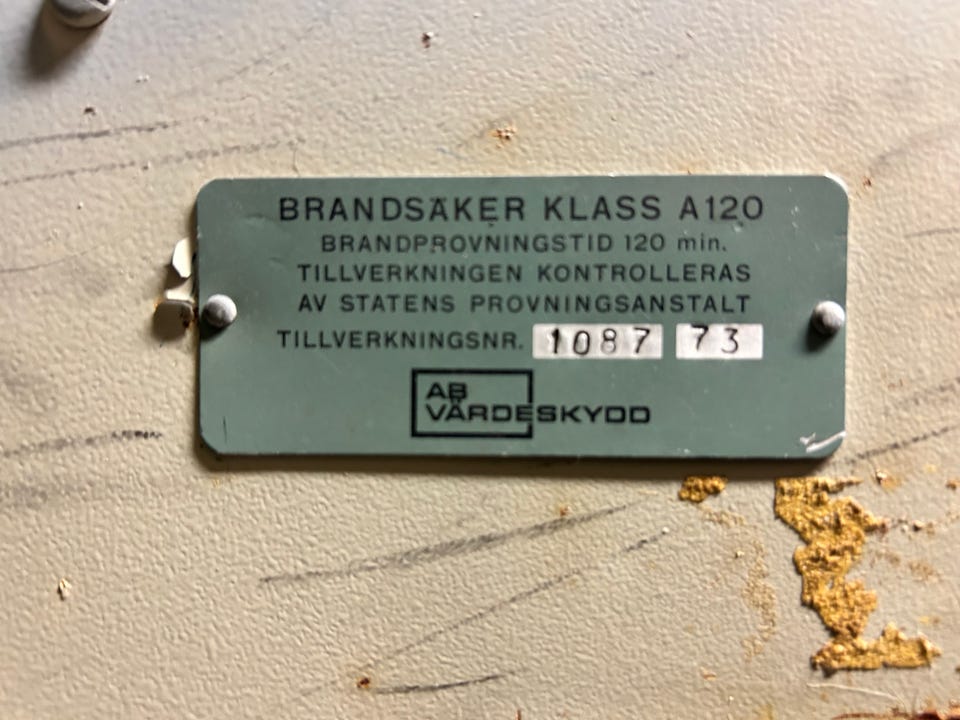 BRANDSÄKER KLASS A120
BRANDPROVNINGSTID 120 min.
TILLVERKNINGEN KONTROLLERAS
AV STATENS PROVNINGSANSTALT
TILLVERKNINGSNR. 1087 73
AB
VÄRDESKYDD